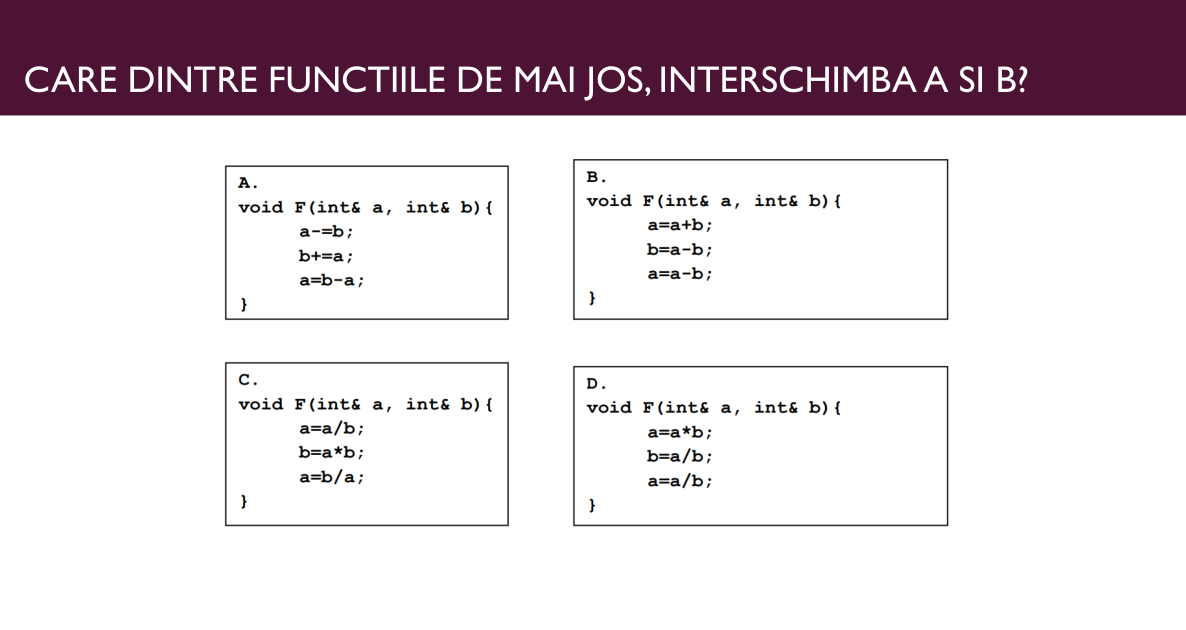 CARE DINTRE FUNCTIILE DE MAI JOS, INTERSCHIMBA A SI B?
A.
void F(int& a, int& b){
a-=b;
b+=a;
a=b-a;
}
B.
void F(int& a, int& b){
a=a+b;
b=a-b;
a=a-b;
}
C.
void F(int& a, int& b){
a=a/b;
b=a*b;
a=b/a;
}
D.
void F(int& a, int& b){
a=a*b;
b=a/b;
a=a/b;
}